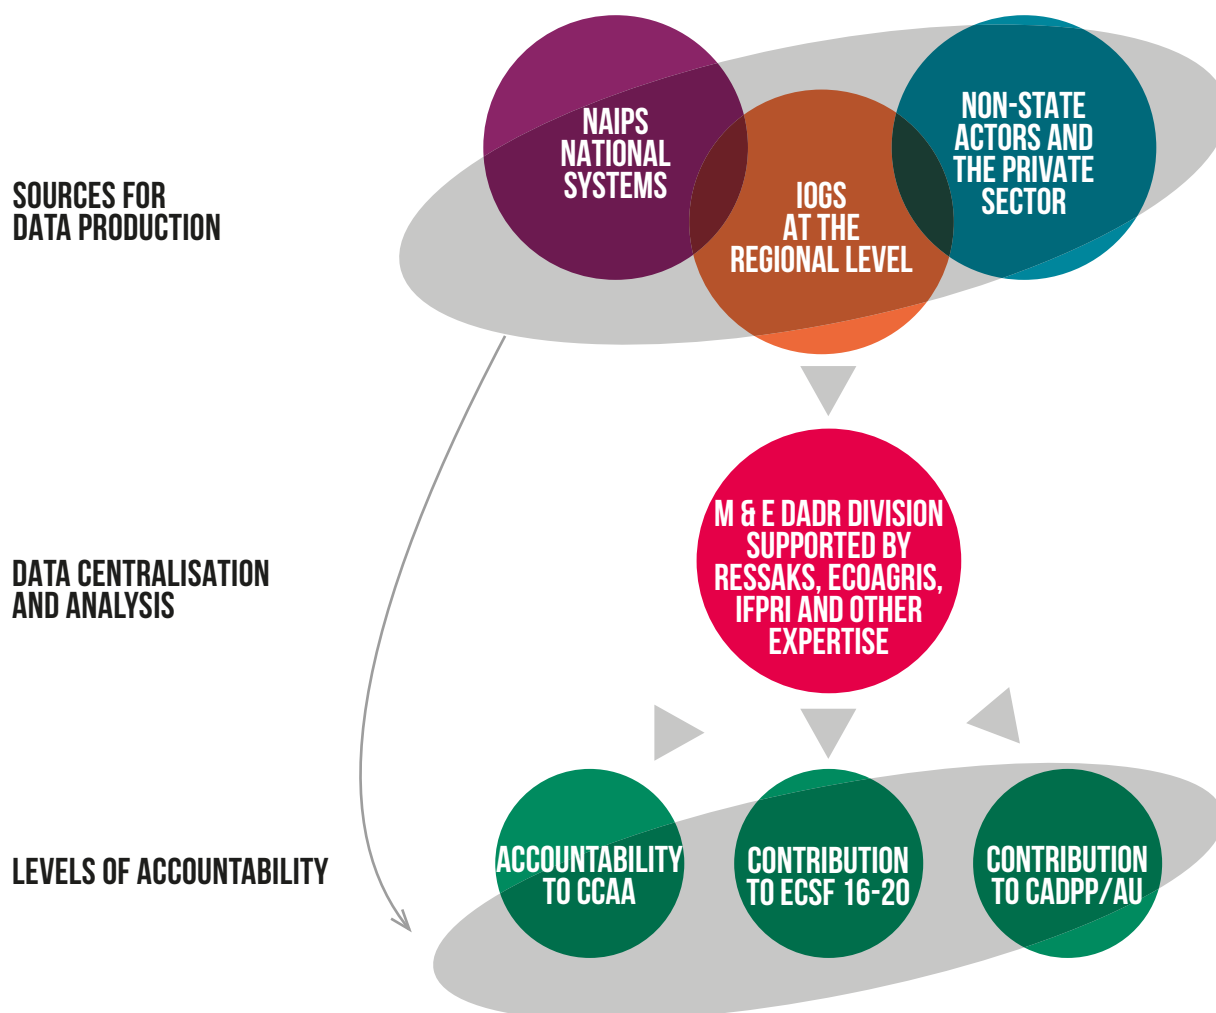 SOURCES FOR
DATA PRODUCTION
NAIPS
NATIONAL
SYSTEMS
IOGS
AT THE
REGIONAL LEVEL
NON-STATE
ACTORS AND
THE PRIVATE
SECTOR
DATA CENTRALISATION
AND ANALYSIS
M & E DADR DIVISION
SUPPORTED BY
RESSAKS, ECOAGRIS,
IFPRI AND OTHER
EXPERTISE
LEVELS OF ACCOUNTABILITY
ACCOUNTABILITY
TO CCAA
CONTRIBUTION
TO ECSF 16-20
CONTRIBUTION
TO CADPP/AU